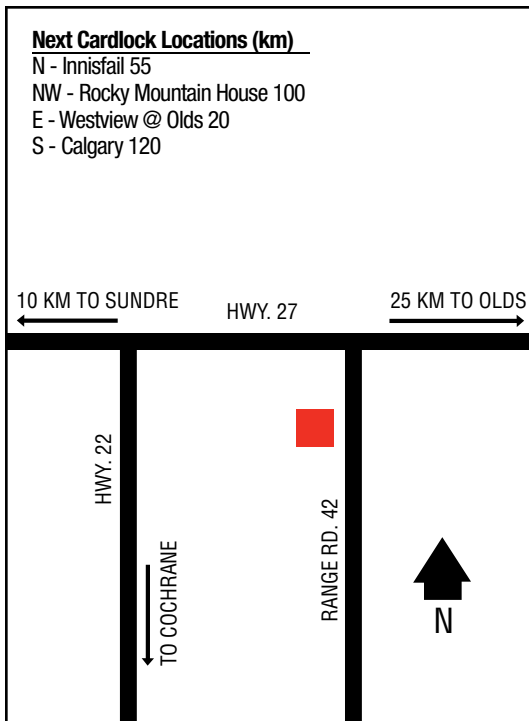 Next Cardlock Locations (km)
N - Innisfail 55
NW - Rocky Mountain House 100
E - Westview @ Olds 20
S - Calgary 120
10 KM TO SUNDRE
HWY. 27
25 KM TO OLDS
HWY. 22
TO COCHRANE
RANGE RD. 42
N